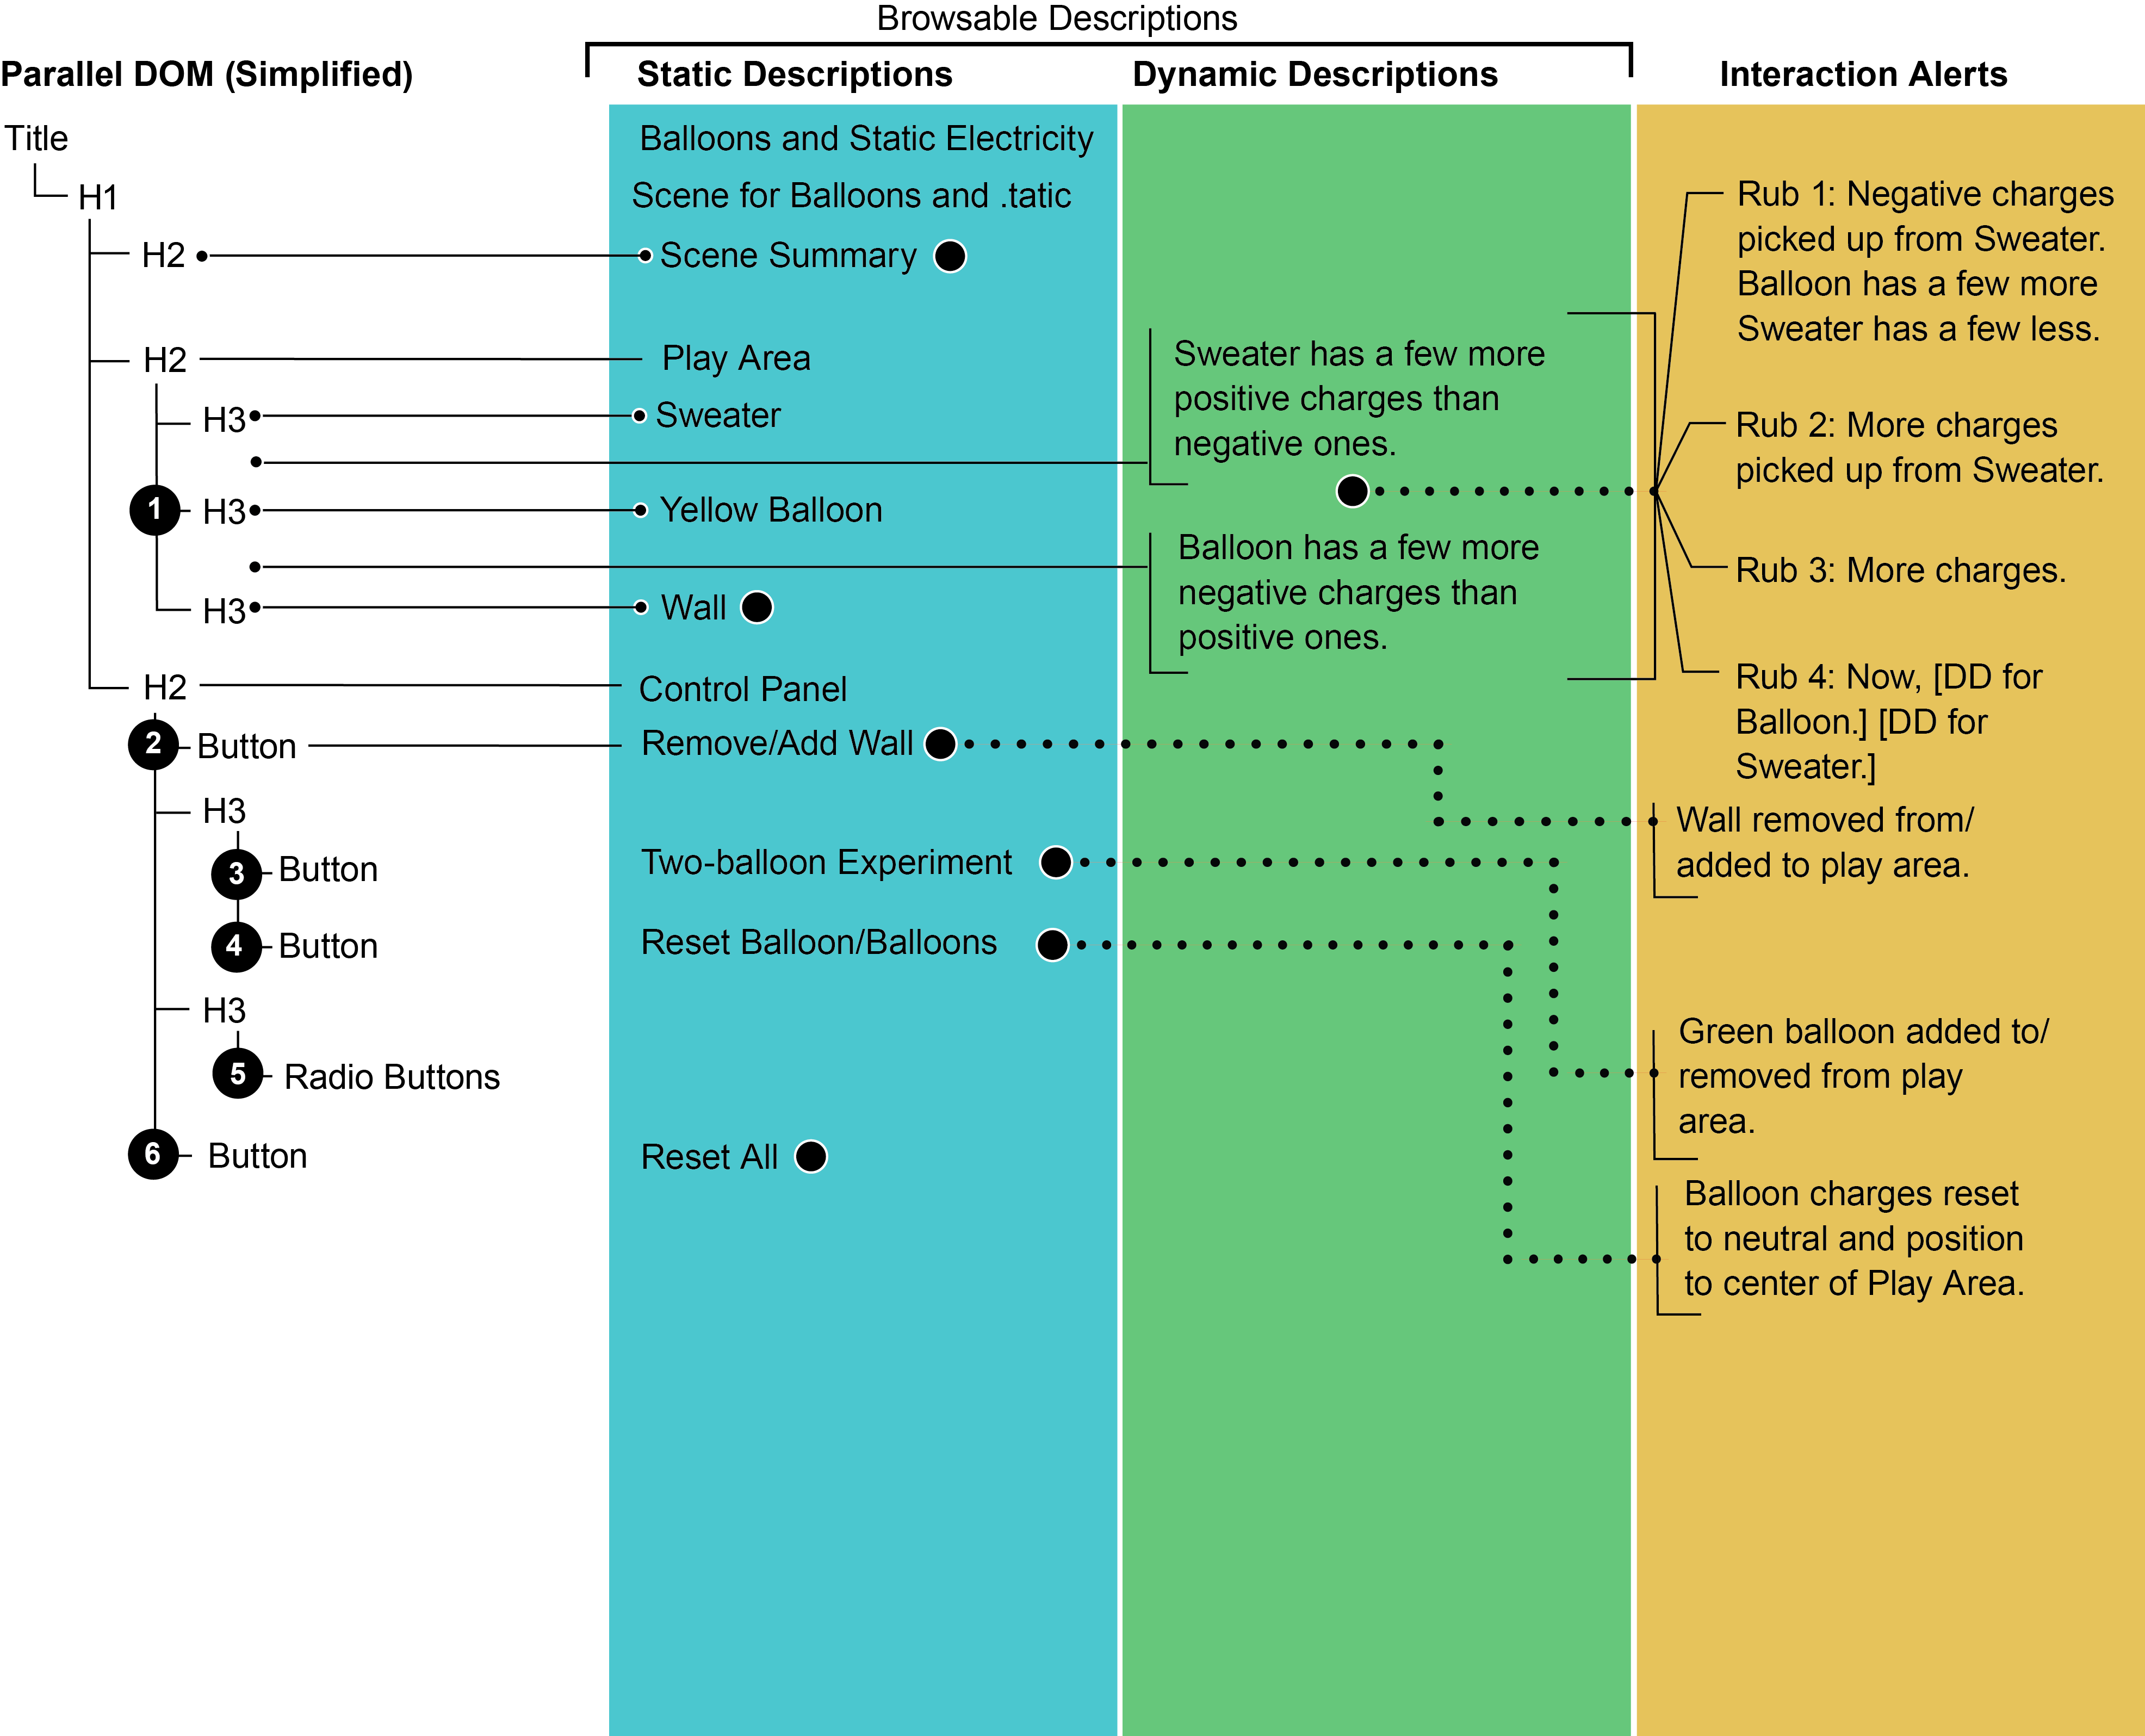 Browsable Descriptions
Parallel DOM (Simplified)
Static Descriptions
Dynamic Descriptions
Interaction Alerts
Title
H1
H2
H2
H3
1
H3
H3
H2
2
Button
H3
3
Button
4
Button
H3
5
Radio Buttons
6
Button
Balloons and Static Electricity
Scene for Balloons and .tatic
Scene Summary
Play Area
Sweater
Yellow Balloon
Wall
Control Panel
Remove/Add Wall
Two-balloon Experiment
Reset Balloon/Balloons
Reset All
Sweater has a few more
positive charges than
negative ones.
Balloon has a few more
negative charges than
positive ones.
Rub 1: Negative charges
picked up from Sweater.
Balloon has a few more
Sweater has a few less.
Rub 2: More charges
picked up from Sweater.
Rub 3: More charges.
Rub 4: Now, [DD for
Balloon.] [DD for
Sweater.]
Wall removed from/
added to play area.
Green balloon added to/
removed from play
area.
Balloon charges reset
to neutral and position
to center of Play Area.